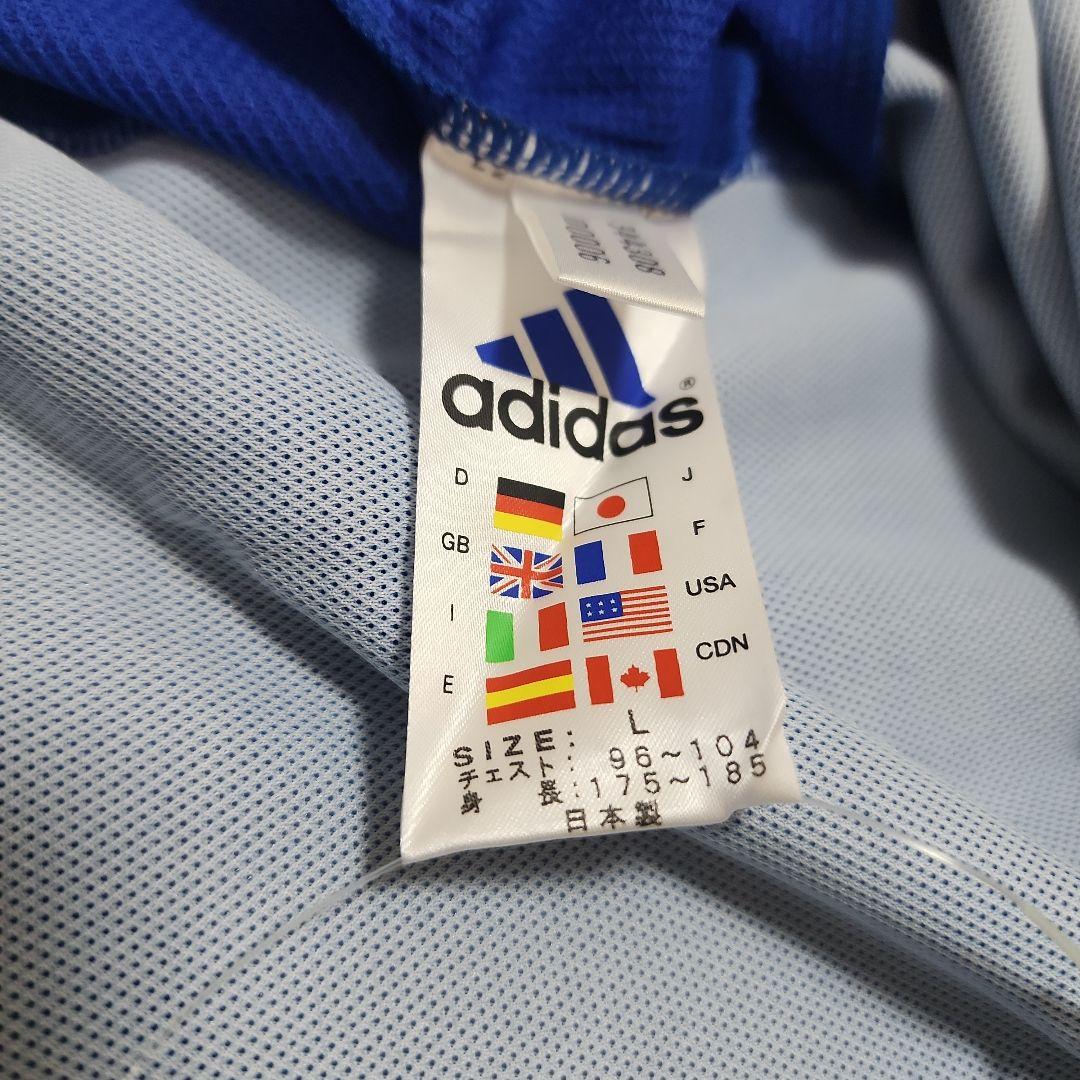 adidas®
D J
GB F
I USA
E CDN
SIZE: L
チェスト: 96~104
身 長:175~185
日本製